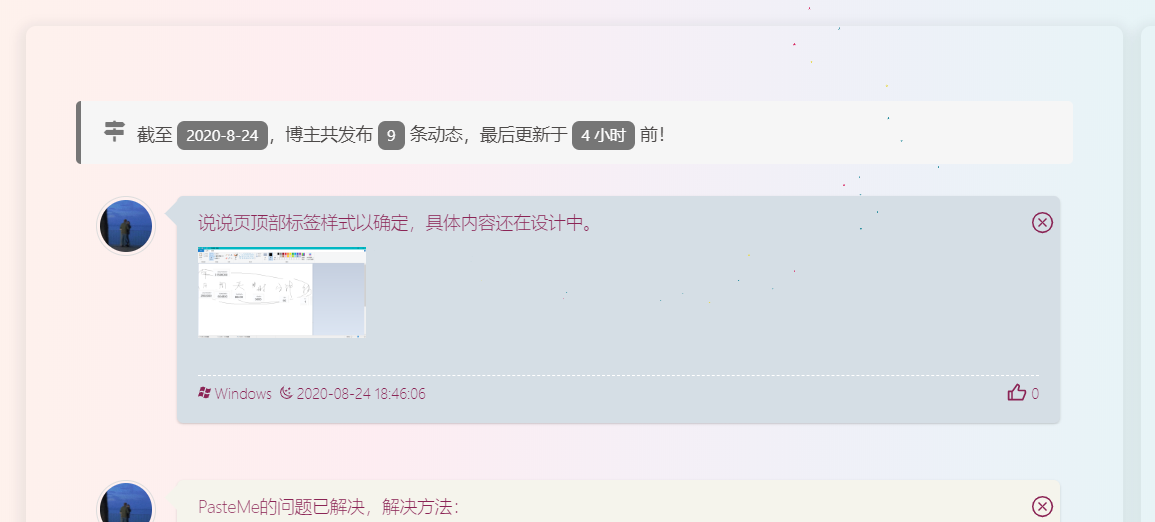 截至 2020-8-24，博主共发布 9 条动态，最后更新于 4 小时 前！
说说页顶部标签样式以确定，具体内容还在设计中。
Windows 2020-08-24 18:46:06 0
PasteMe的问题已解决，解决方法：